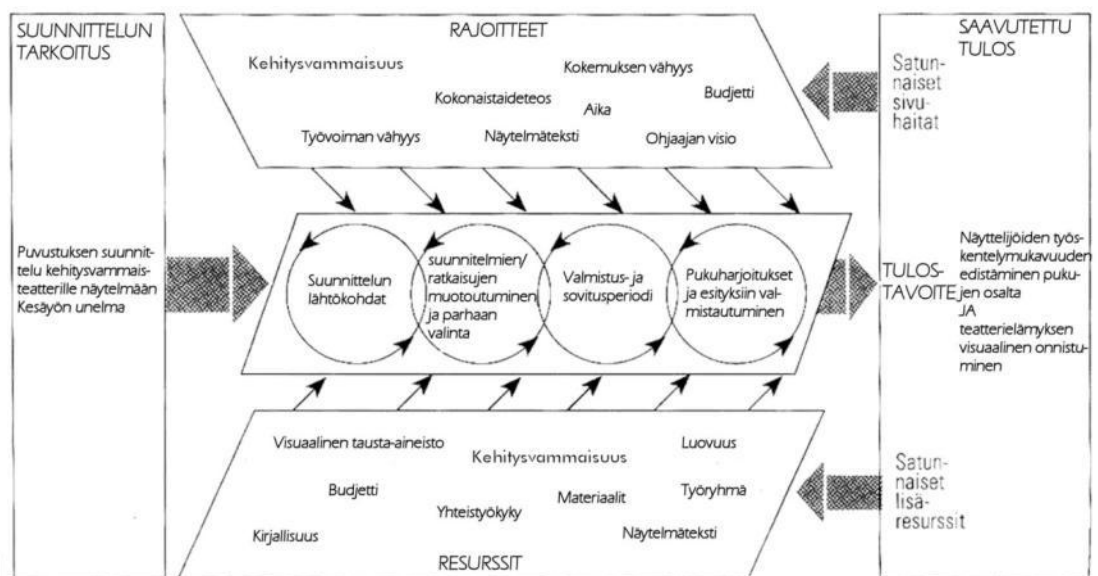 SUUNNITTELUN
TARKOITUS
Puvustuksen suunnit-
telu kehitysvammais-
teatterille näytelmään
Kesäyön unelma
RAJOITTEET
Kehitysvammaisuus
Kokemuksen vähyys
Kokonaistaideteos
Aika
Budjetti
Työvoiman vähyys
Näytelmäteksti
Ohjaajan visio
Suunnittelun
lähtökohdat
suunnitelmien/
ratkaisujen
muotoutuminen
ja parhaan
valinta
Valmistus- ja
sovitusperiodi
Pukuharjoitukset
ja esityksiin val-
mistautuminen
Visuaalinen tausta-aineisto
Kehitysvammaisuus
Luovuus
Budjetti
Yhteistyökyky
Materiaalit
Työryhmä
Kirjallisuus
Näytelmäteksti
RESURSSIT
SAAVUTETTU
TULOS
Satun-
naiset
sivu-
haitat
TULOS-
TAVOITE
Näyttelijöiden työs-
kentelymukavuuden
edistäminen puku-
jen osalta
JA
teatterielämyksen
visuaalinen onnistu-
minen
Satun-
naiset
lisä-
resurssit